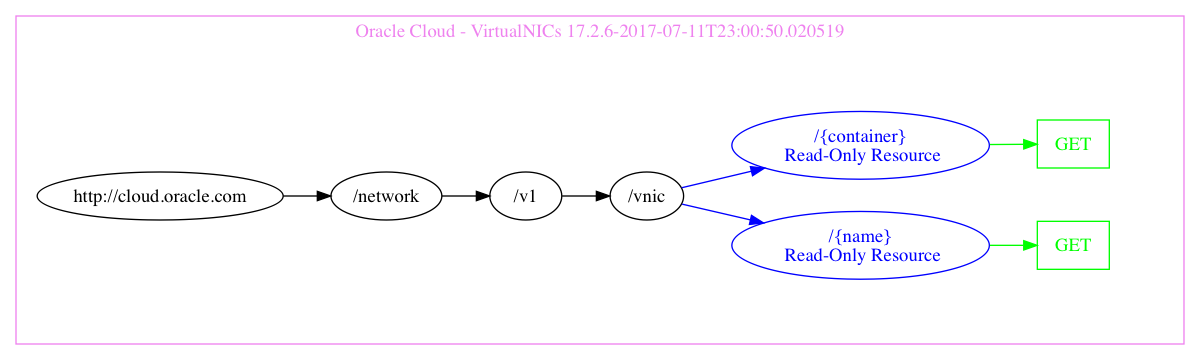 Oracle Cloud - VirtualNICs 17.2.6-2017-07-11T23:00:50.020519
http://cloud.oracle.com
/network
/v1
/vnic
/{container}
Read-Only Resource
GET
/{name}
Read-Only Resource
GET